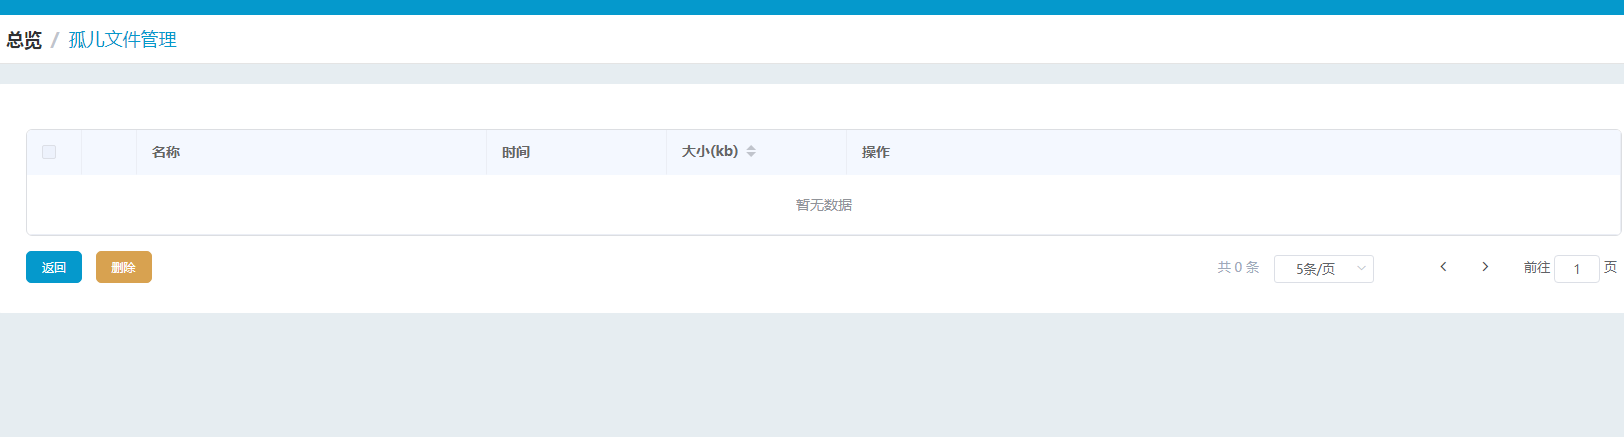 总览 / 孤儿文件管理
名称 时间 大小(kb) 操作
暂无数据
返回 删除 共 0 条 5条/页 前往 1 页